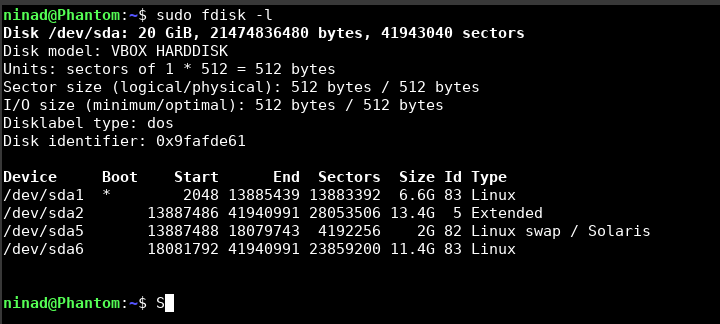 ninad@Phantom:~$ sudo fdisk -l
Disk /dev/sda: 20 GiB, 21474836480 bytes, 41943040 sectors
Disk model: VBOX HARDDISK
Units: sectors of 1 * 512 = 512 bytes
Sector size (logical/physical): 512 bytes / 512 bytes
I/O size (minimum/optimal): 512 bytes / 512 bytes
Disklabel type: dos
Disk identifier: 0x9fafde61
Device     Boot    Start      End  Sectors  Size Id Type
/dev/sda1  *        2048 13885439 13883392  6.6G 83 Linux
/dev/sda2       13887486 41940991 28053506 13.4G  5 Extended
/dev/sda5       13887488 18079743  4192256    2G 82 Linux swap / Solaris
/dev/sda6       18081792 41940991 23859200 11.4G 83 Linux
ninad@Phantom:~$ S